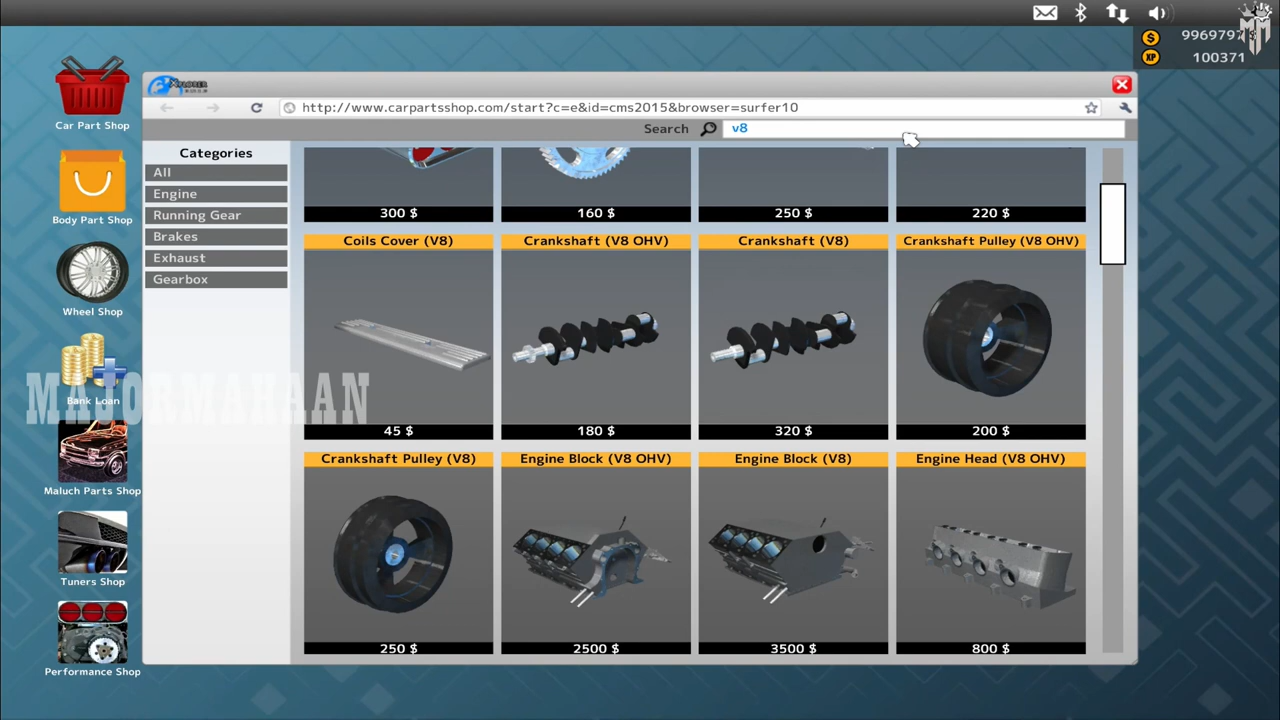 9969797
100371
XPLORER
http://www.carpartsshop.com/start?c=e&id=cms2015&browser=surfer10
Search v8
Car Part Shop
Body Part Shop
Wheel Shop
Bank Loan
Maluch Parts Shop
Tuners Shop
Performance Shop
MAJORMAHAAN
Categories
All
Engine
Running Gear
Brakes
Exhaust
Gearbox
300 $ 160 $ 250 $ 220 $
Coils Cover (V8) Crankshaft (V8 OHV) Crankshaft (V8) Crankshaft Pulley (V8 OHV)
45 $ 180 $ 320 $ 200 $
Crankshaft Pulley (V8) Engine Block (V8 OHV) Engine Block (V8) Engine Head (V8 OHV)
250 $ 2500 $ 3500 $ 800 $